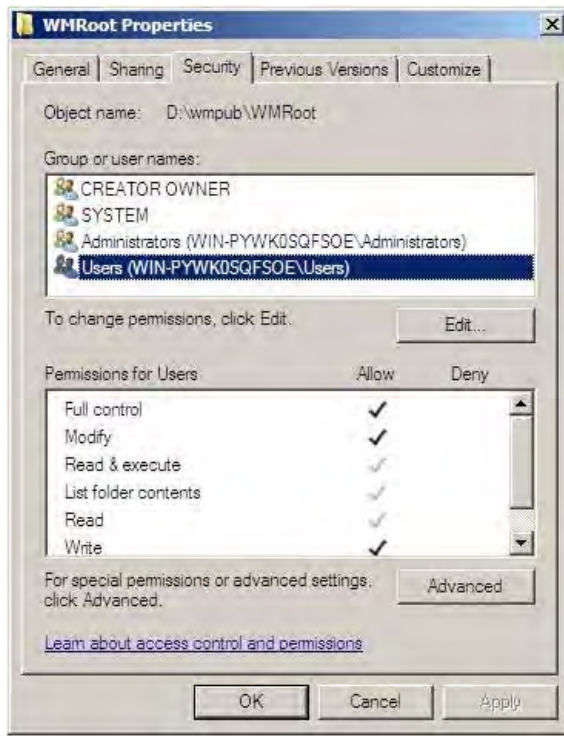 WMRoot Properties
General Sharing Security Previous Versions Customize
Object name: D:\wmpub\WMRoot
Group or user names:
CREATOR OWNER
SYSTEM
Administrators (WIN-PYWK0SQFSOE\Administrators)
Users (WIN-PYWK0SQFSOE\Users)
To change permissions, click Edit.
Edit...
Permissions for Users Allow Deny
Full control
Modify
Read & execute
List folder contents
Read
Write
For special permissions or advanced settings,
click Advanced.
Advanced
Learn about access control and permissions
OK Cancel Apply